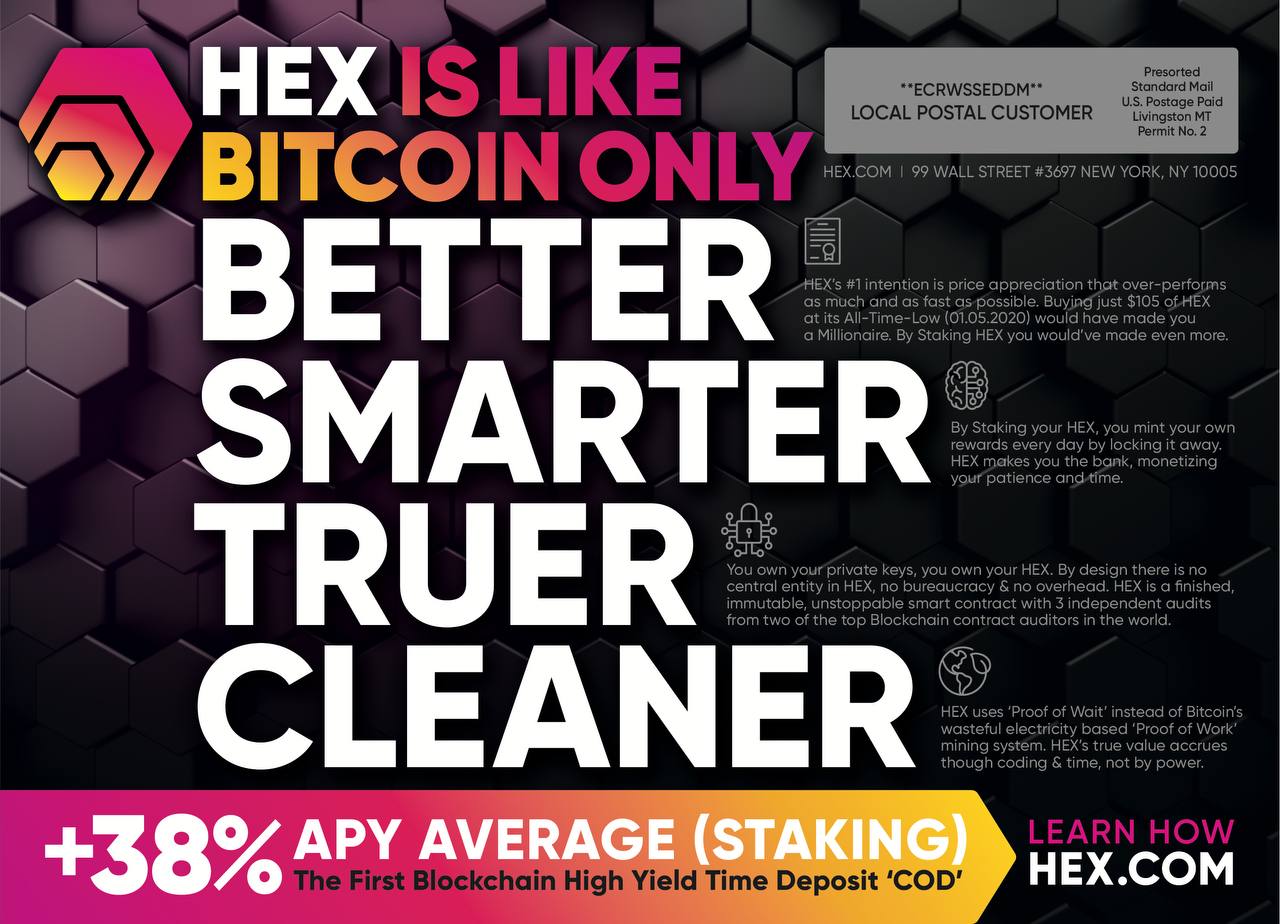 HEX IS LIKE
BITCOIN ONLY
BETTER
SMARTER
TRUER
CLEANER
**ECRWSSEDDM**
LOCAL POSTAL CUSTOMER
Presorted
Standard Mail
U.S. Postage Paid
Livingston MT
Permit No. 2
HEX.COM | 99 WALL STREET #3697 NEW YORK, NY 10005
HEX's #1 intention is price appreciation that over-performs
as much and as fast as possible. Buying just $105 of HEX
at its All-Time-Low (01.05.2020) would have made you
a Millionaire. By Staking HEX you would've made even more.
By Staking your HEX, you mint your own
rewards every day by locking it away.
HEX makes you the bank, monetizing
your patience and time.
You own your private keys, you own your HEX. By design there is no
central entity in HEX, no bureaucracy & no overhead. HEX is a finished,
immutable, unstoppable smart contract with 3 independent audits
from two of the top Blockchain contract auditors in the world.
HEX uses 'Proof of Wait' instead of Bitcoin's
wasteful electricity based 'Proof of Work'
mining system. HEX's true value accrues
though coding & time, not by power.
+38% APY AVERAGE (STAKING)
The First Blockchain High Yield Time Deposit 'COD'
LEARN HOW
HEX.COM